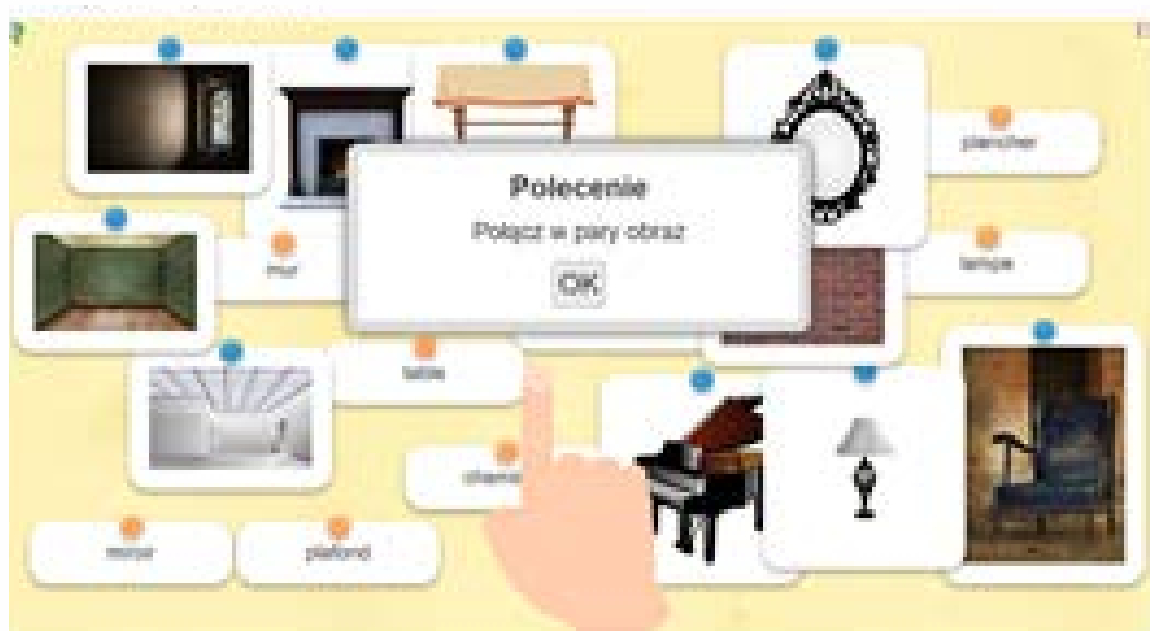 Polecenie
Połącz w pary obraz
OK
plancher
mur
lampe
table
miroir
plafond